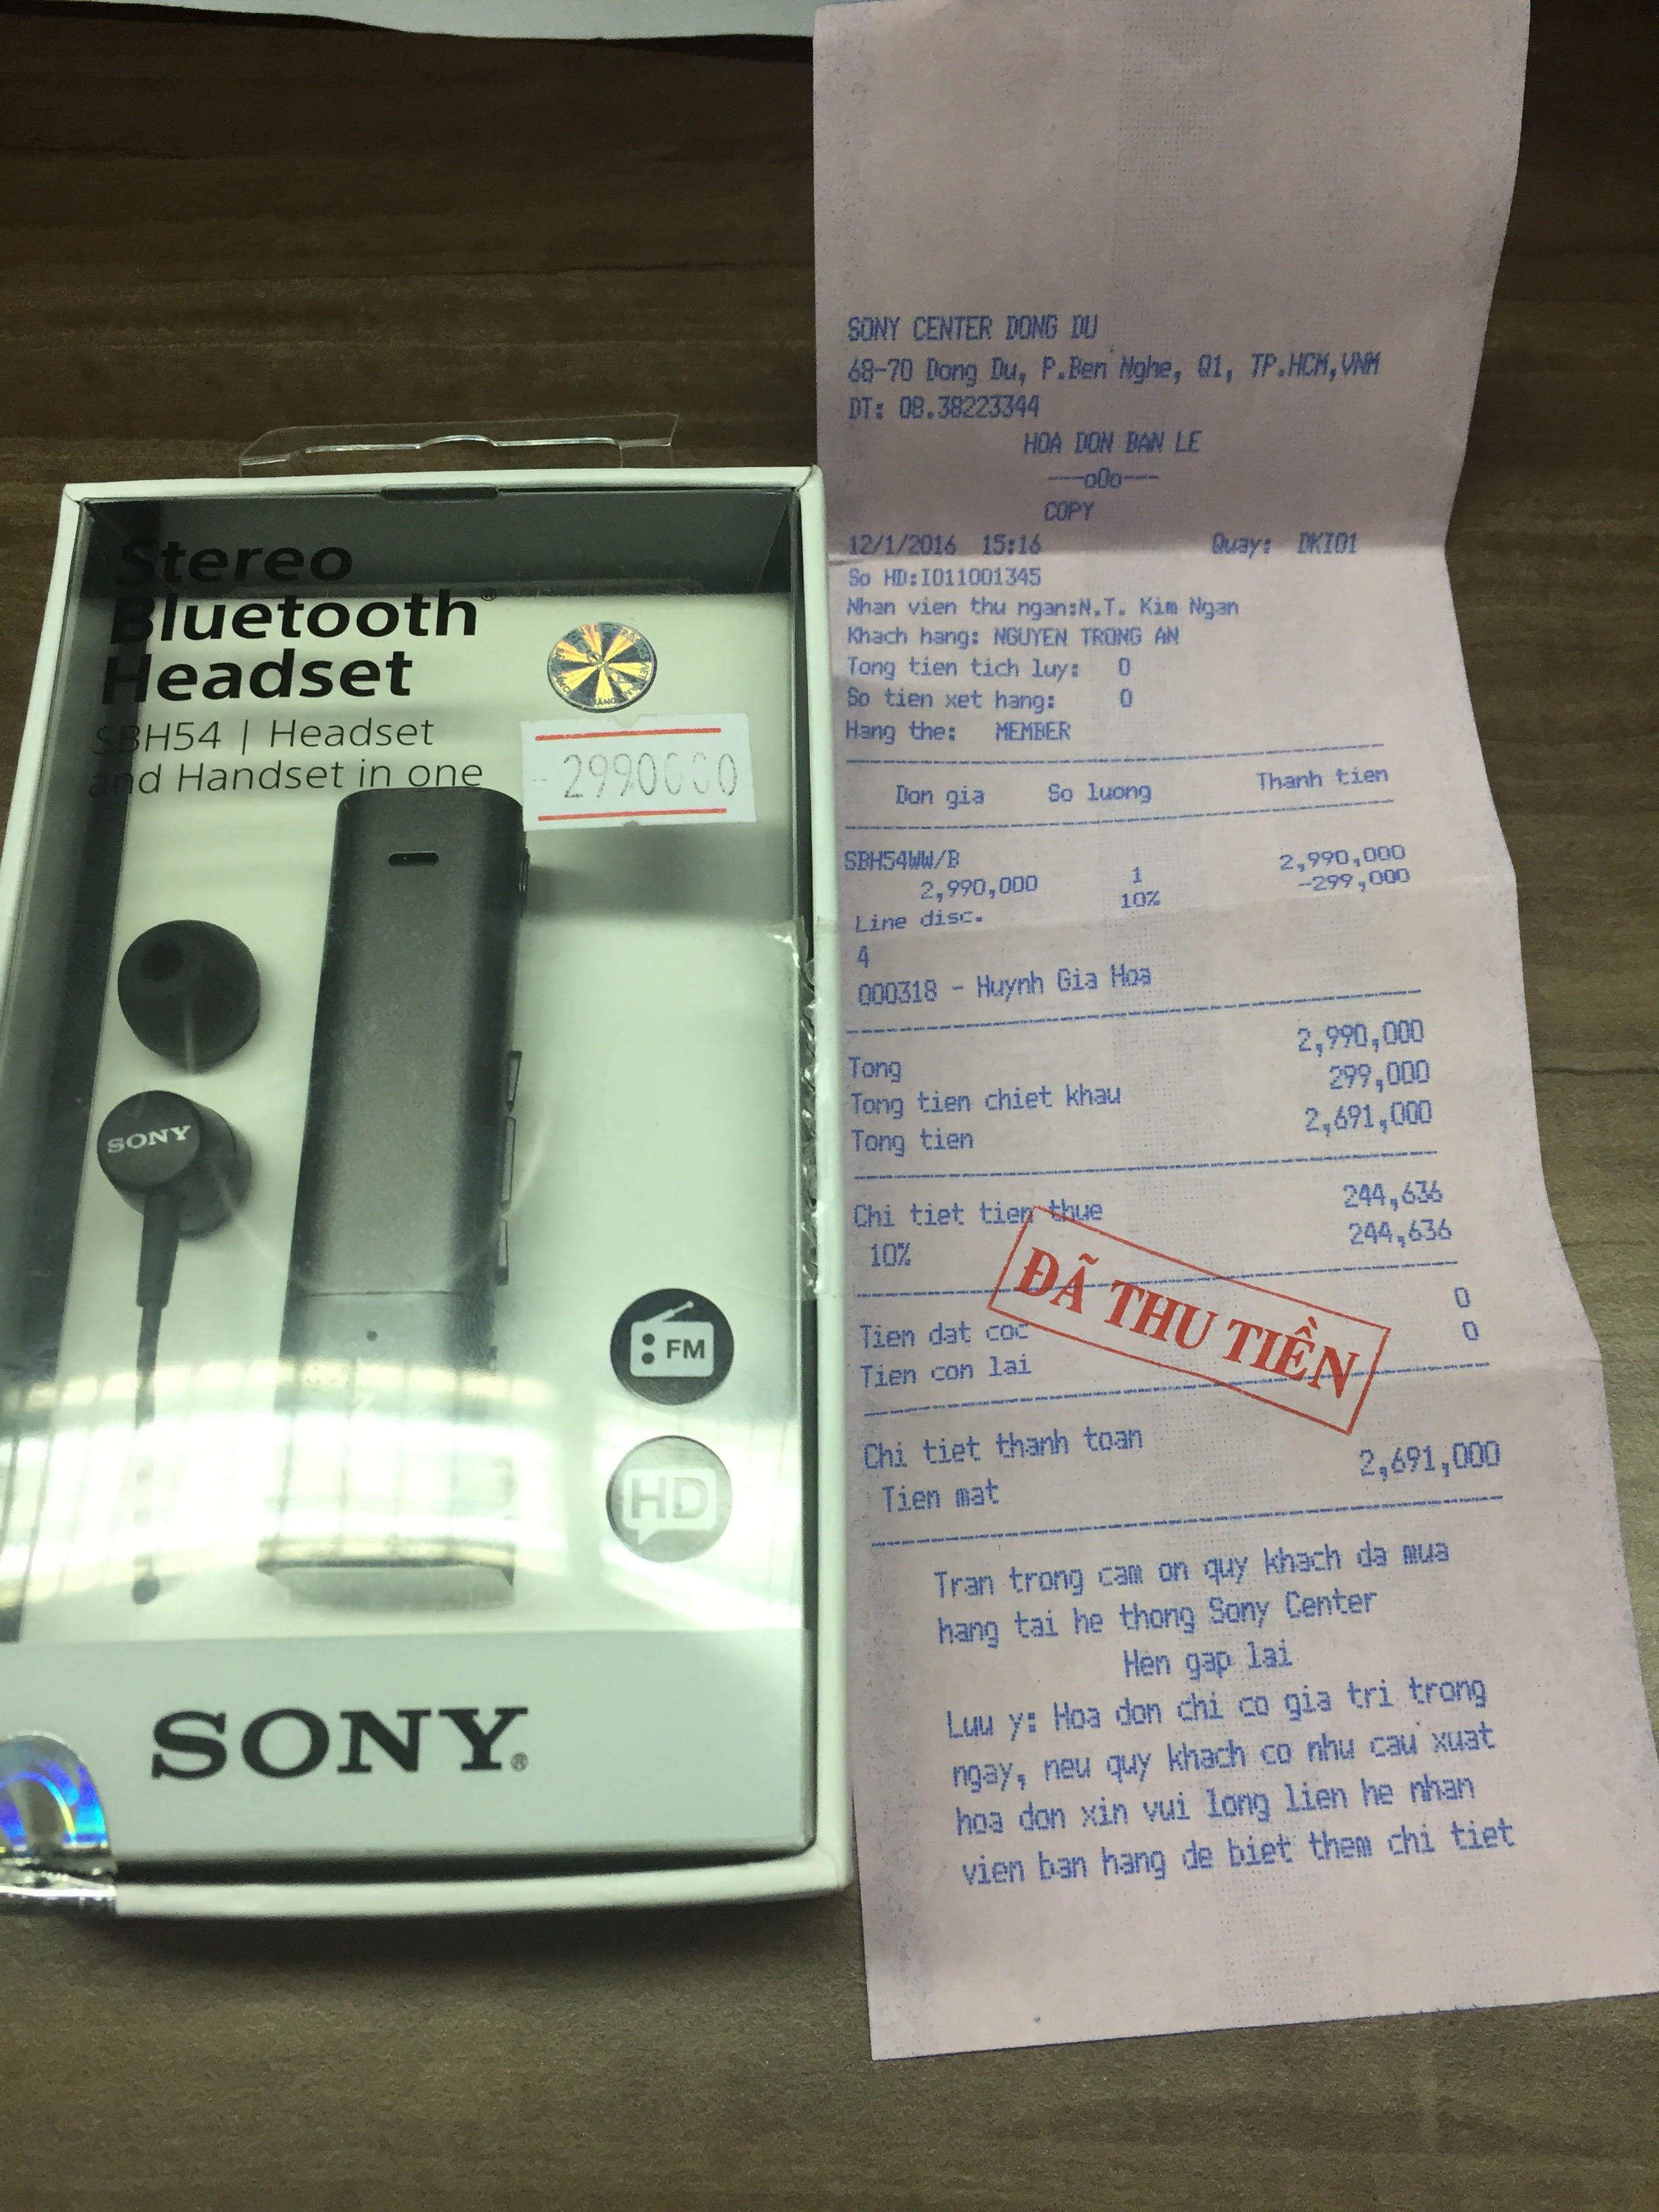 Stereo
Bluetooth®
Headset
SBH54 | Headset
and Handset in one
2990000
SONY
FM
HD
SONY®
SONY CENTER DONG DU
68-70 Dong Du, P.Ben Nghe, Q1, TP.HCM,VNM
DT: 08.38223344
HOA DON BAN LE
---oOo---
COPY
12/1/2016 15:16 Quay: DKI01
So HD:I011001345
Nhan vien thu ngan:N.T. Kim Ngan
Khach hang: NGUYEN TRONG AN
Tong tien tich luy: 0
So tien xet hang: 0
Hang the: MEMBER
Don gia So luong Thanh tien
SBH54WW/B
2,990,000 1 2,990,000
Line disc. 10% -299,000
4
000318 - Huynh Gia Hoa
Tong 2,990,000
Tong tien chiet khau 299,000
Tong tien 2,691,000
Chi tiet tien thue 244,636
10% 244,636
ĐÃ THU TIỀN
Tien dat coc 0
Tien con lai 0
Chi tiet thanh toan
Tien mat 2,691,000
Tran trong cam on quy khach da mua
hang tai he thong Sony Center
Hen gap lai
Luu y: Hoa don chi co gia tri trong
ngay, neu quy khach co nhu cau xuat
hoa don xin vui long lien he nhan
vien ban hang de biet them chi tiet